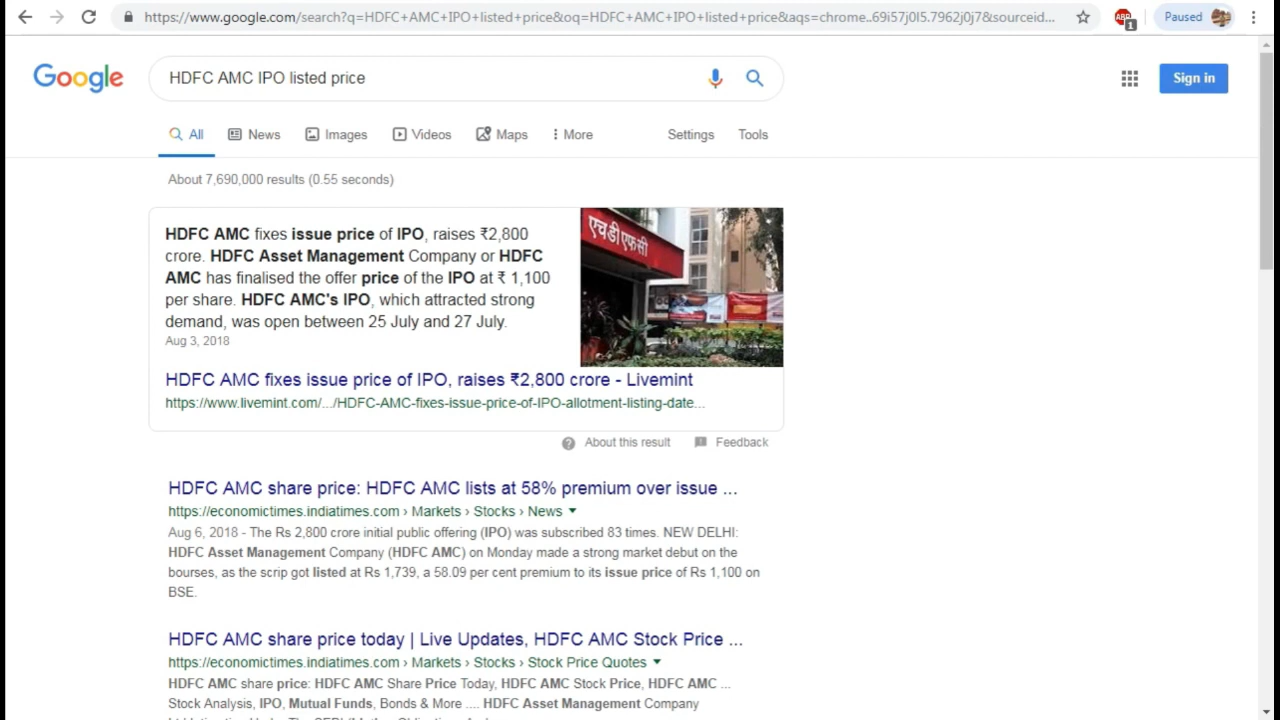 https://www.google.com/search?q=HDFC+AMC+IPO+listed+price&oq=HDFC+AMC+IPO+listed+price&aqs=chrome..69i57j0l5.7962j0j7&sourceid...
ABP
1
Paused
Google
HDFC AMC IPO listed price
Sign in
All News Images Videos Maps More Settings Tools
About 7,690,000 results (0.55 seconds)
HDFC AMC fixes issue price of IPO, raises ₹2,800
crore. HDFC Asset Management Company or HDFC
AMC has finalised the offer price of the IPO at ₹ 1,100
per share. HDFC AMC's IPO, which attracted strong
demand, was open between 25 July and 27 July.
Aug 3, 2018
एचडीएफसी
HDFC AMC fixes issue price of IPO, raises ₹2,800 crore - Livemint
https://www.livemint.com/.../HDFC-AMC-fixes-issue-price-of-IPO-allotment-listing-date...
About this result Feedback
HDFC AMC share price: HDFC AMC lists at 58% premium over issue ...
https://economictimes.indiatimes.com › Markets › Stocks › News
Aug 6, 2018 - The Rs 2,800 crore initial public offering (IPO) was subscribed 83 times. NEW DELHI:
HDFC Asset Management Company (HDFC AMC) on Monday made a strong market debut on the
bourses, as the scrip got listed at Rs 1,739, a 58.09 per cent premium to its issue price of Rs 1,100 on
BSE.
HDFC AMC share price today | Live Updates, HDFC AMC Stock Price ...
https://economictimes.indiatimes.com › Markets › Stocks › Stock Price Quotes
HDFC AMC share price: HDFC AMC Share Price Today, HDFC AMC Stock Price, HDFC AMC ...
Stock Analysis, IPO, Mutual Funds, Bonds & More .... HDFC Asset Management Company